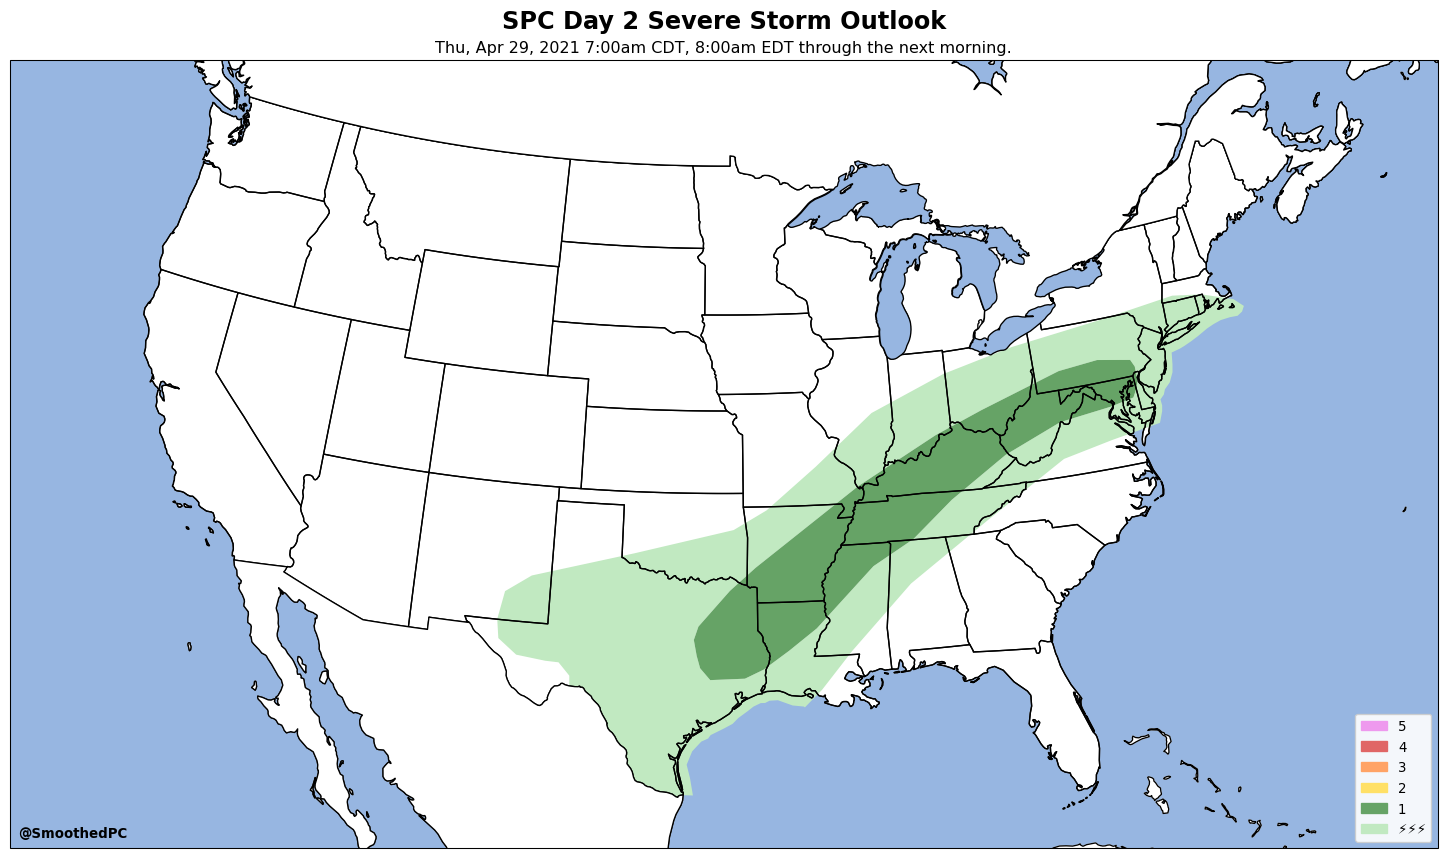 SPC Day 2 Severe Storm Outlook
Thu, Apr 29, 2021 7:00am CDT, 8:00am EDT through the next morning.
5
4
3
2
1
⚡⚡⚡
@SmoothedPC